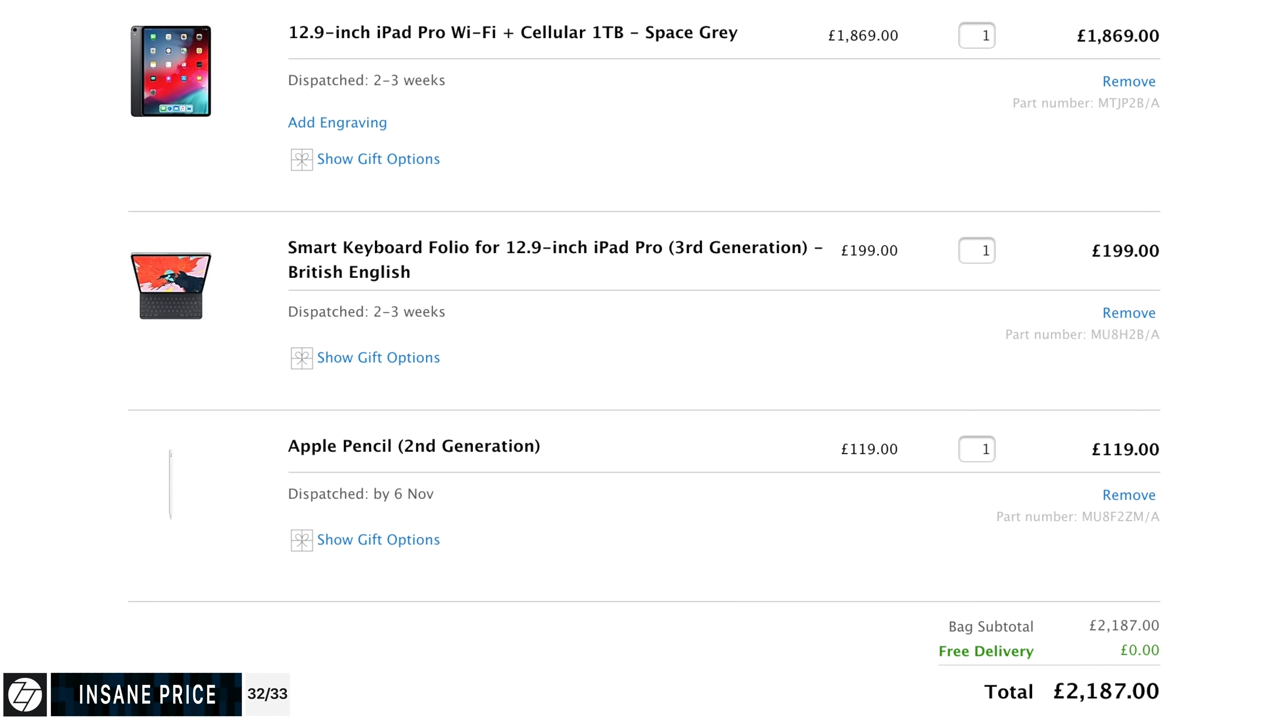 12.9-inch iPad Pro Wi-Fi + Cellular 1TB - Space Grey £1,869.00 1 £1,869.00
Dispatched: 2-3 weeks Remove
Part number: MTJP2B/A
Add Engraving
Show Gift Options
Smart Keyboard Folio for 12.9-inch iPad Pro (3rd Generation) - £199.00 1 £199.00
British English
Dispatched: 2-3 weeks Remove
Part number: MU8H2B/A
Show Gift Options
Apple Pencil (2nd Generation) £119.00 1 £119.00
Dispatched: by 6 Nov Remove
Part number: MU8F2ZM/A
Show Gift Options
Bag Subtotal £2,187.00
Free Delivery £0.00
Total £2,187.00
INSANE PRICE 32/33